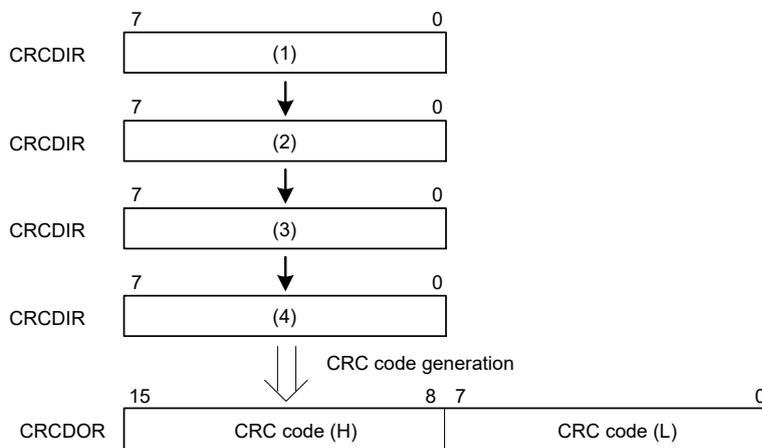 7 0
CRCDIR (1)
7 0
CRCDIR (2)
7 0
CRCDIR (3)
7 0
CRCDIR (4)
CRC code generation
15 8 7 0
CRCDOR CRC code (H) CRC code (L)